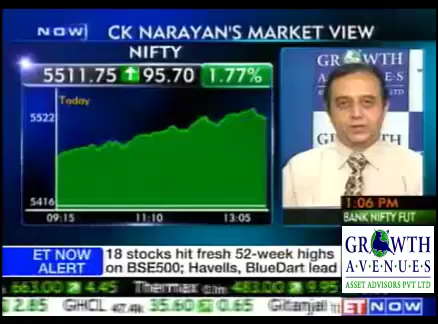 NOW
CK NARAYAN'S MARKET VIEW
NIFTY
5511.75 95.70 1.77%
Today
5522
5416
09:15 11:10 13:05
GROWTH
AVENUES
1:06 PM
BANK NIFTY FUT
ET NOW
ALERT
18 stocks hit fresh 52-week highs
on BSE500; Havells, BlueDart lead
GROWTH
AVENUES
ASSET ADVISORS PVT LTD
663.00 4.45 Thermax 483.00 9.95
2.85 GHCL 35.60 0.65 Gitanjali
ET NOW